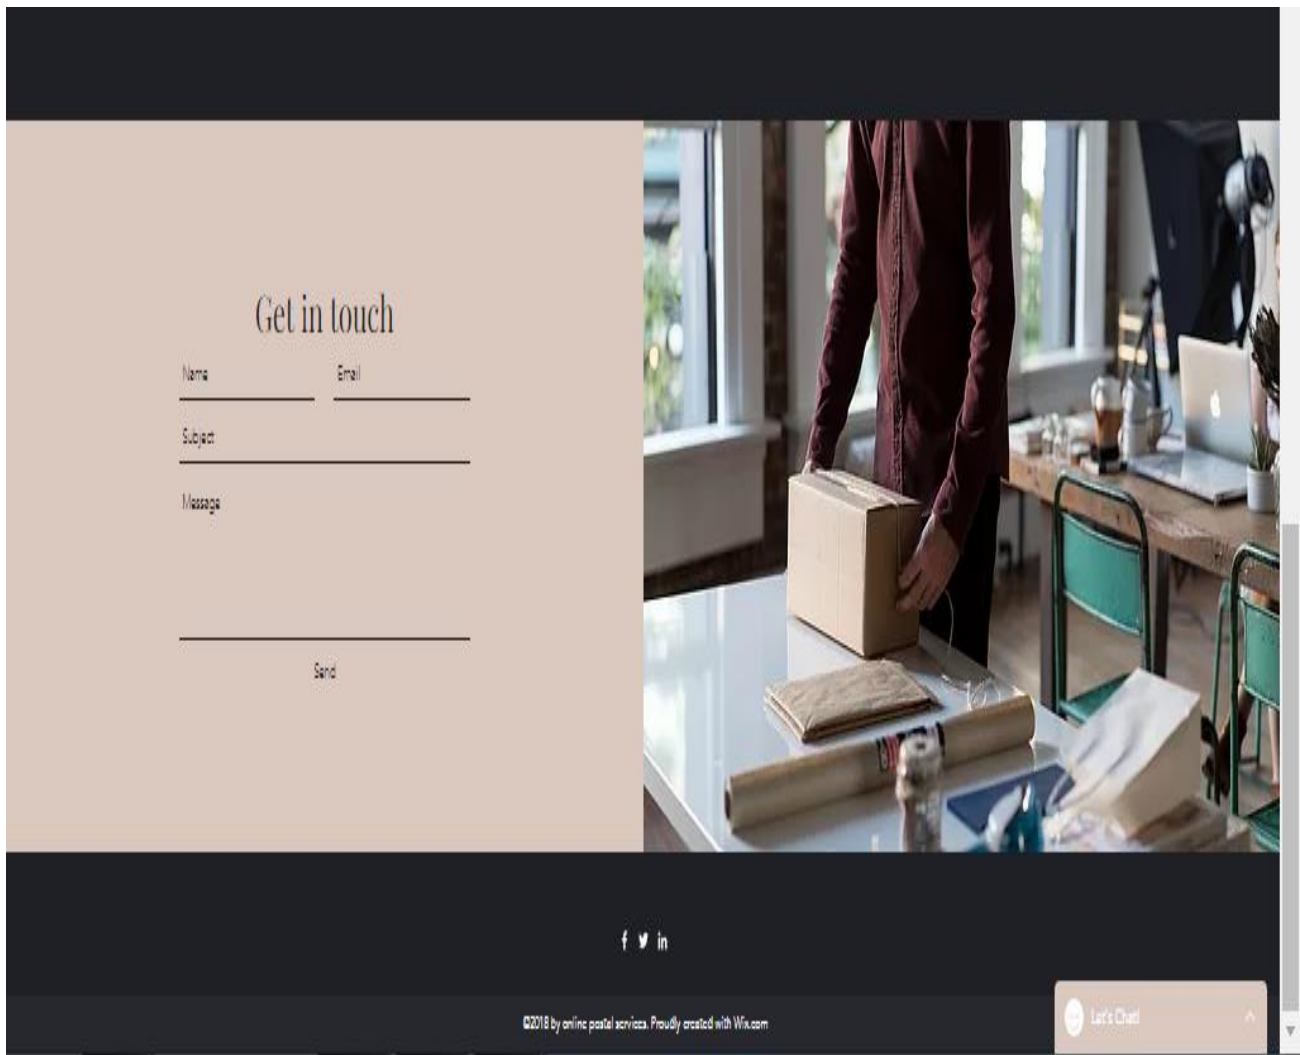 Get in touch
Name Email
Subject
Message
Send
f in
©2018 by online postal services. Proudly created with Wix.com
Let's Chat!